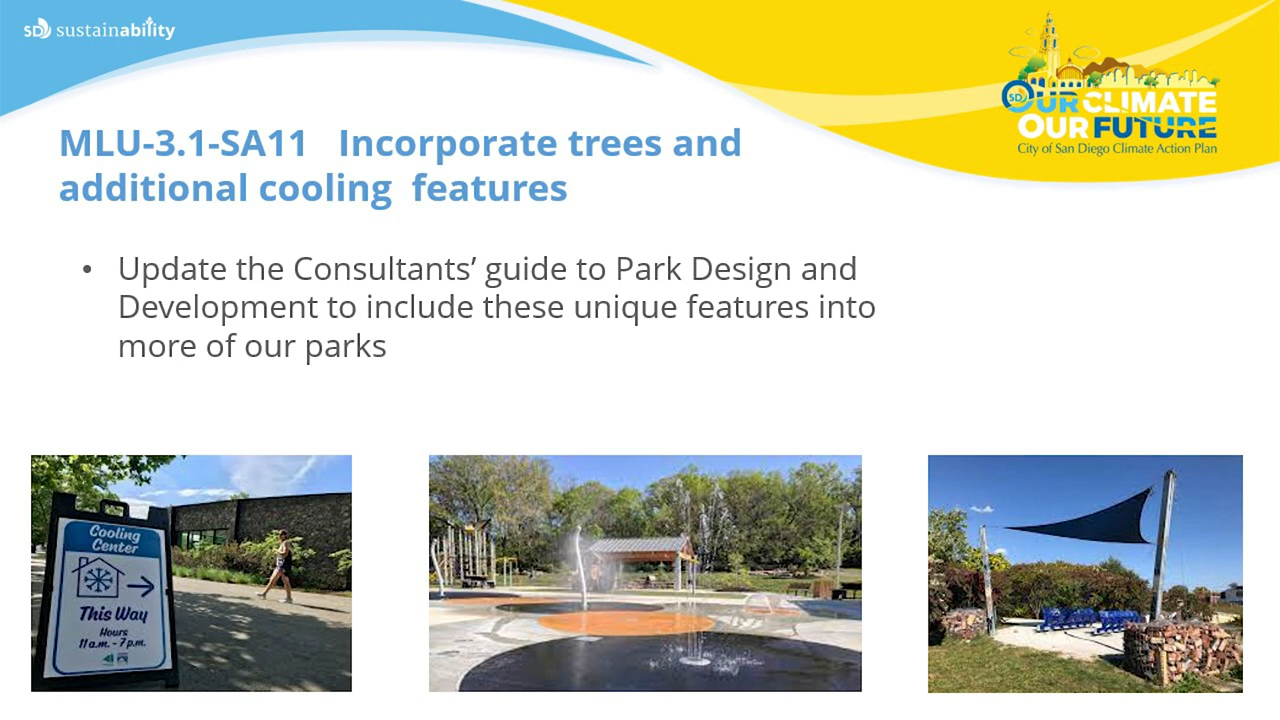 SD sustainability
SD
OUR CLIMATE
OUR FUTURE
City of San Diego Climate Action Plan
MLU-3.1-SA11 Incorporate trees and
additional cooling features
• Update the Consultants’ guide to Park Design and
Development to include these unique features into
more of our parks
Cooling
Center
This Way
Hours
11 a.m. - 7 p.m.